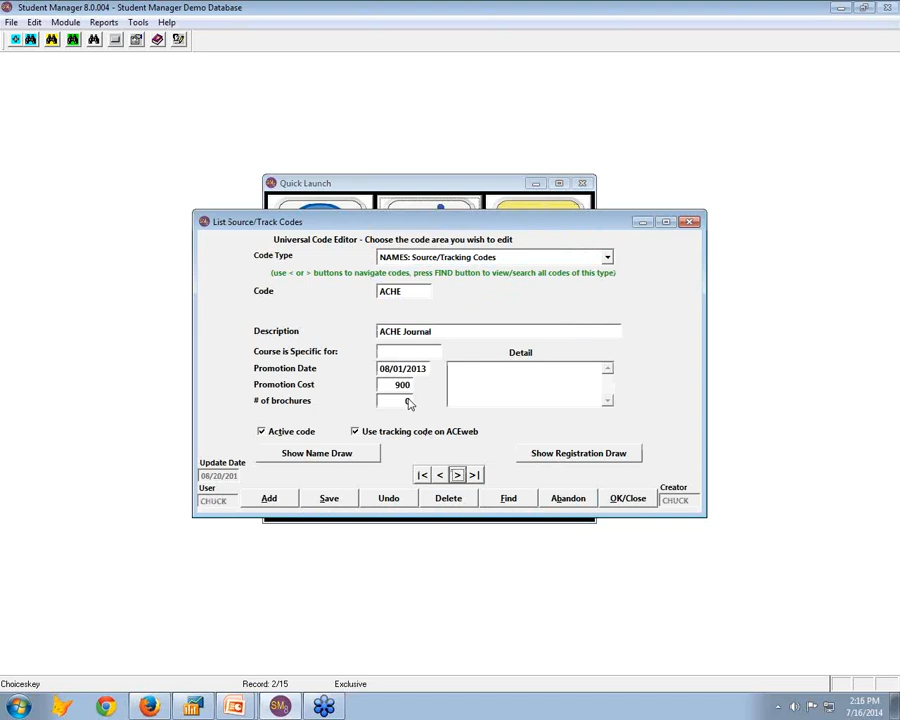 Student Manager 8.0.004 - Student Manager Demo Database
File Edit Module Reports Tools Help
Quick Launch
List Source/Track Codes
Universal Code Editor - Choose the code area you wish to edit
Code Type NAMES: Source/Tracking Codes
(use < or > buttons to navigate codes, press FIND button to view/search all codes of this type)
Code ACHE
Description ACHE Journal
Course is Specific for: Detail
Promotion Date 08/01/2013
Promotion Cost 900
# of brochures 0
Active code Use tracking code on ACEweb
Show Name Draw Show Registration Draw
Update Date |< < > >|
08/20/201
User Creator
CHUCK Add Save Undo Delete Find Abandon OK/Close CHUCK
Choiceskey Record: 2/15 Exclusive
2:16 PM
7/16/2014